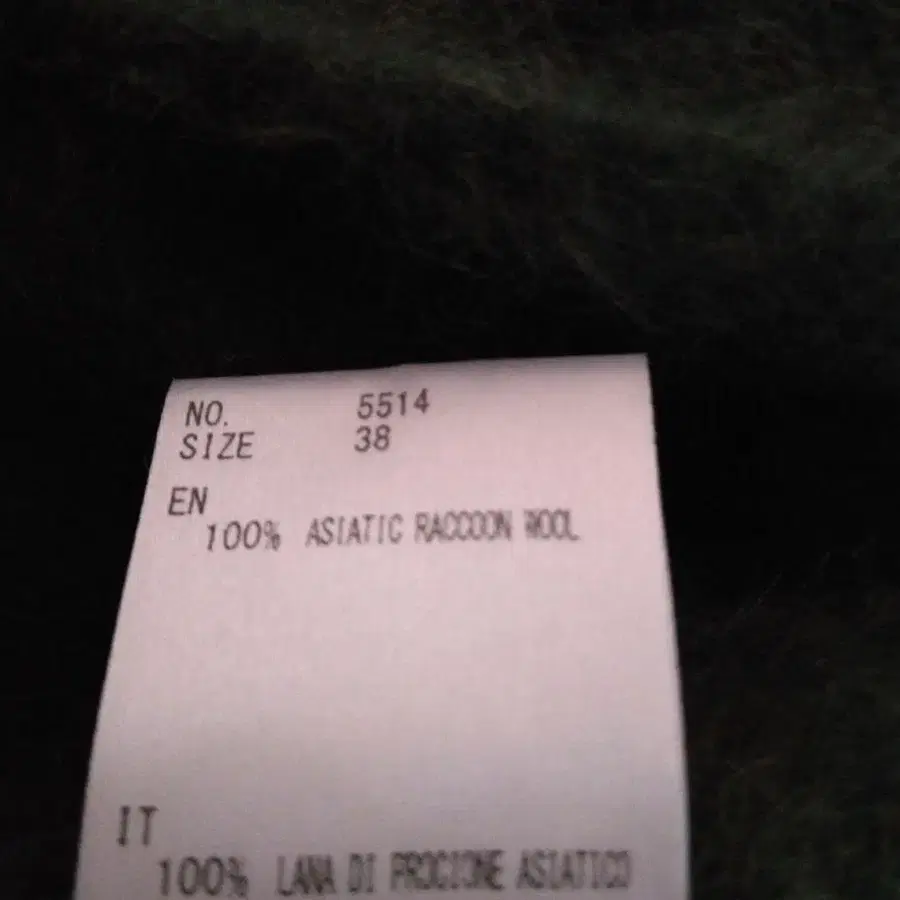 NO. 5514
SIZE 38
EN
100% ASIATIC RACCOON WOOL
IT
100% LANA DI PROCIONE ASIATICO